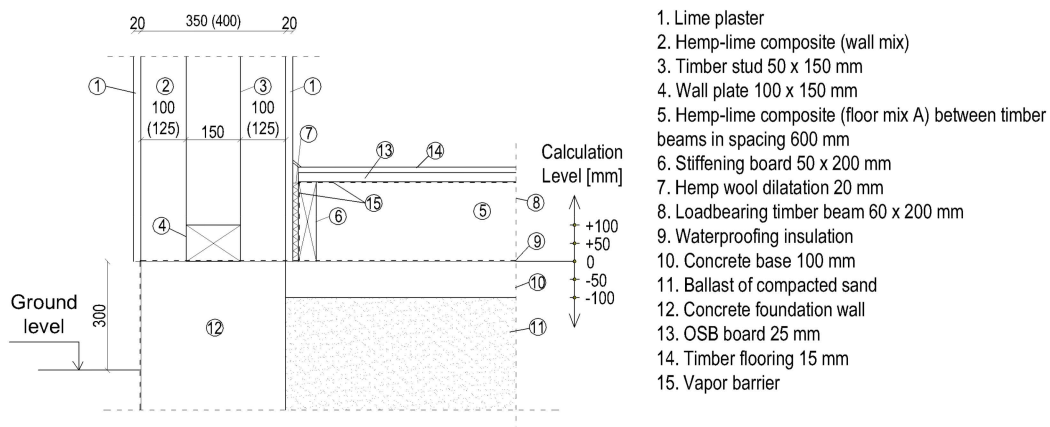 20 350 (400) 20
1 2 3 1
100 100
(125) 150 (125)
7
13 14
Calculation
Level [mm]
15
4 6 5 8
+100
+50
9 0
10 -50
-100
Ground
level
300
12 11
1. Lime plaster
2. Hemp-lime composite (wall mix)
3. Timber stud 50 x 150 mm
4. Wall plate 100 x 150 mm
5. Hemp-lime composite (floor mix A) between timber
beams in spacing 600 mm
6. Stiffening board 50 x 200 mm
7. Hemp wool dilatation 20 mm
8. Loadbearing timber beam 60 x 200 mm
9. Waterproofing insulation
10. Concrete base 100 mm
11. Ballast of compacted sand
12. Concrete foundation wall
13. OSB board 25 mm
14. Timber flooring 15 mm
15. Vapor barrier